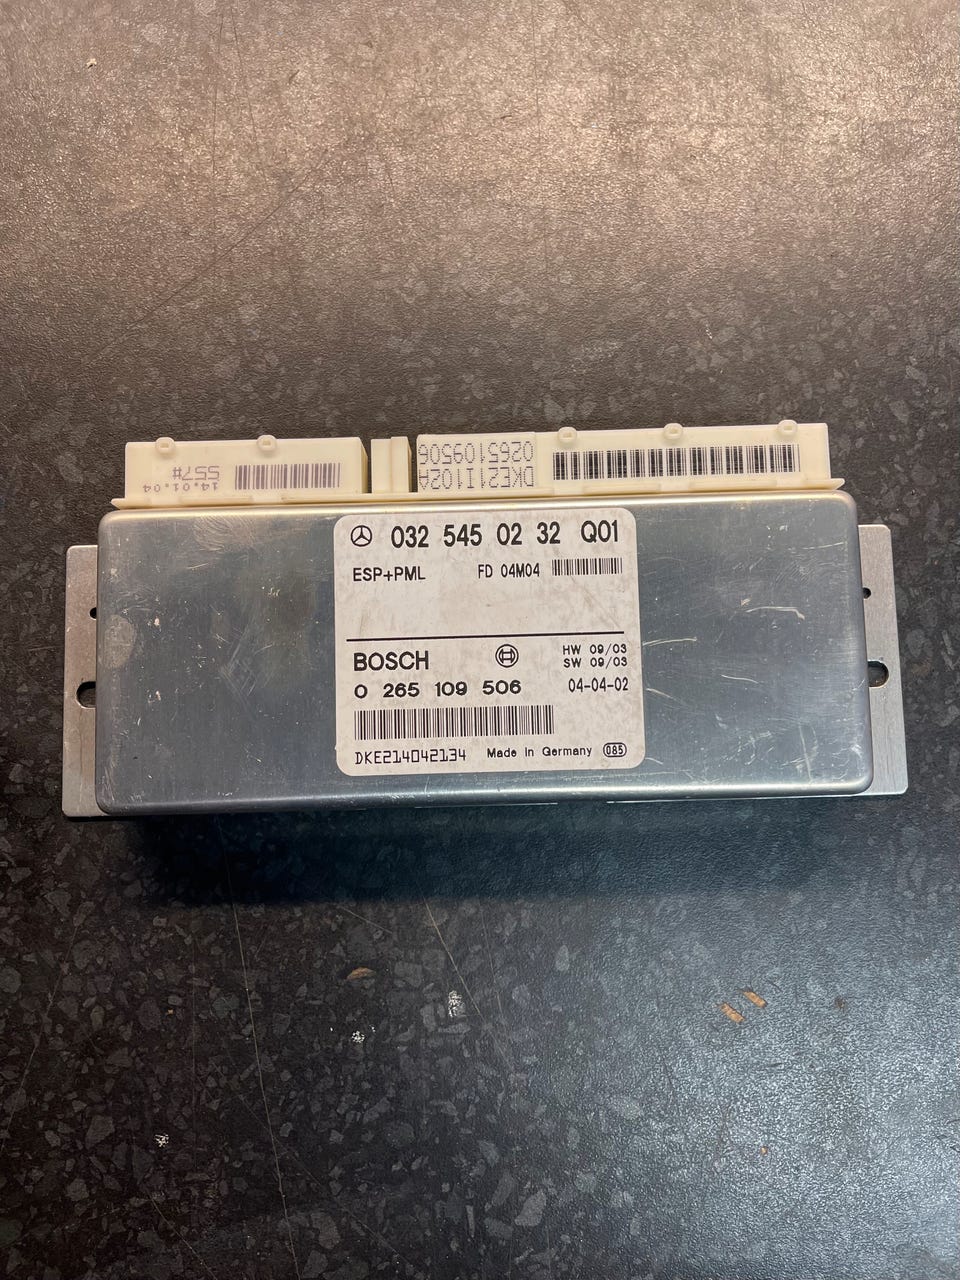 14.01.04
557#
DKE21I102A
0265109506
032 545 02 32 Q01
ESP+PML FD 04M04
HW 09/03
BOSCH SW 09/03
0 265 109 506 04-04-02
DKE214042134 Made in Germany 085